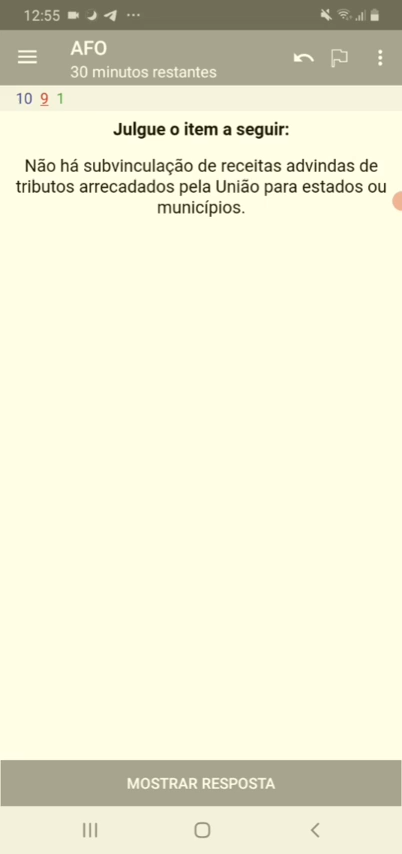 12:55
AFO
30 minutos restantes
10 9 1
Julgue o item a seguir:
Não há subvinculação de receitas advindas de
tributos arrecadados pela União para estados ou
municípios.
MOSTRAR RESPOSTA